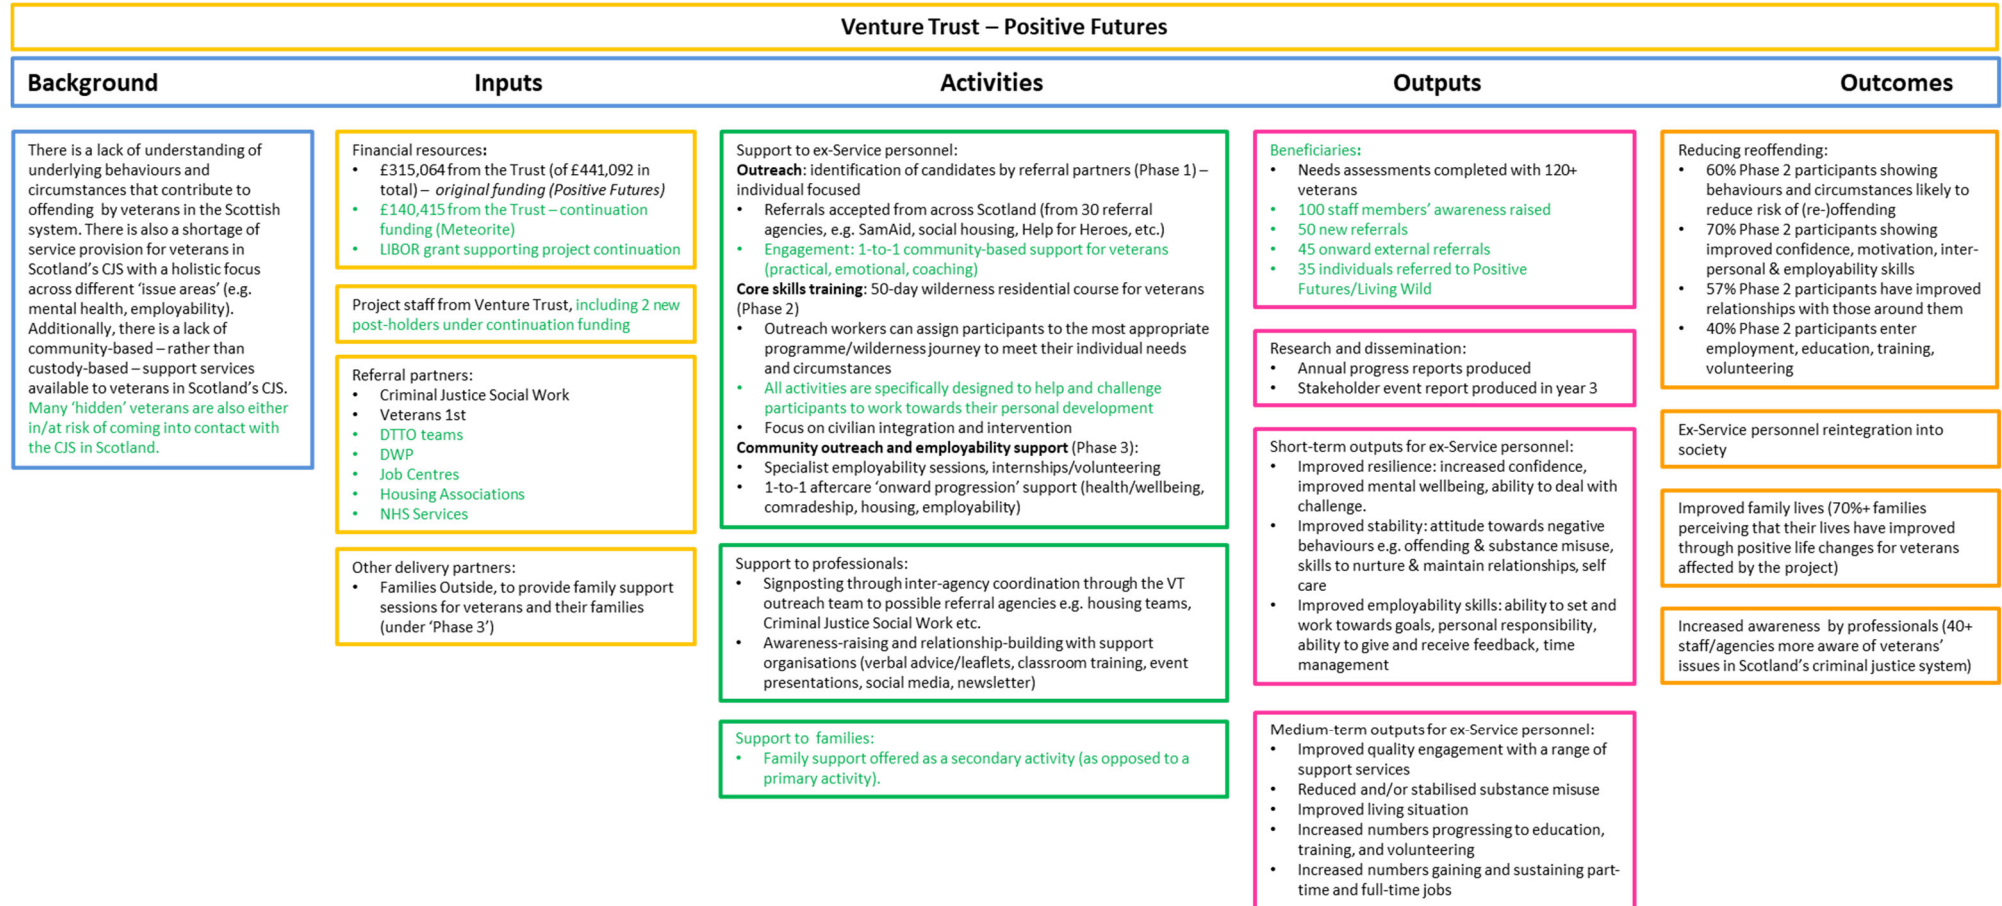 Venture Trust – Positive Futures
Background
Inputs
Activities
Outputs
Outcomes
There is a lack of understanding of
underlying behaviours and
circumstances that contribute to
offending by veterans in the Scottish
system. There is also a shortage of
service provision for veterans in
Scotland's CJS with a holistic focus
across different 'issue areas' (e.g.
mental health, employability).
Additionally, there is a lack of
community-based – rather than
custody-based – support services
available to veterans in Scotland's CJS.
Many 'hidden' veterans are also either
in/at risk of coming into contact with
the CJS in Scotland.
Financial resources:
• £315,064 from the Trust (of £441,092 in
total) – original funding (Positive Futures)
• £140,415 from the Trust – continuation
funding (Meteorite)
• LIBOR grant supporting project continuation
Project staff from Venture Trust, including 2 new
post-holders under continuation funding
Referral partners:
• Criminal Justice Social Work
• Veterans 1st
• DTTO teams
• DWP
• Job Centres
• Housing Associations
• NHS Services
Other delivery partners:
• Families Outside, to provide family support
sessions for veterans and their families
(under 'Phase 3')
Support to ex-Service personnel:
Outreach: identification of candidates by referral partners (Phase 1) –
individual focused
• Referrals accepted from across Scotland (from 30 referral
agencies, e.g. SamAid, social housing, Help for Heroes, etc.)
• Engagement: 1-to-1 community-based support for veterans
(practical, emotional, coaching)
Core skills training: 50-day wilderness residential course for veterans
(Phase 2)
• Outreach workers can assign participants to the most appropriate
programme/wilderness journey to meet their individual needs
and circumstances
• All activities are specifically designed to help and challenge
participants to work towards their personal development
• Focus on civilian integration and intervention
Community outreach and employability support (Phase 3):
• Specialist employability sessions, internships/volunteering
• 1-to-1 aftercare 'onward progression' support (health/wellbeing,
comradeship, housing, employability)
Support to professionals:
• Signposting through inter-agency coordination through the VT
outreach team to possible referral agencies e.g. housing teams,
Criminal Justice Social Work etc.
• Awareness-raising and relationship-building with support
organisations (verbal advice/leaflets, classroom training, event
presentations, social media, newsletter)
Support to families:
• Family support offered as a secondary activity (as opposed to a
primary activity).
Beneficiaries:
• Needs assessments completed with 120+
veterans
• 100 staff members' awareness raised
• 50 new referrals
• 45 onward external referrals
• 35 individuals referred to Positive
Futures/Living Wild
Research and dissemination:
• Annual progress reports produced
• Stakeholder event report produced in year 3
Short-term outputs for ex-Service personnel:
• Improved resilience: increased confidence,
improved mental wellbeing, ability to deal with
challenge.
• Improved stability: attitude towards negative
behaviours e.g. offending & substance misuse,
skills to nurture & maintain relationships, self
care
• Improved employability skills: ability to set and
work towards goals, personal responsibility,
ability to give and receive feedback, time
management
Medium-term outputs for ex-Service personnel:
• Improved quality engagement with a range of
support services
• Reduced and/or stabilised substance misuse
• Improved living situation
• Increased numbers progressing to education,
training, and volunteering
• Increased numbers gaining and sustaining part-
time and full-time jobs
Reducing reoffending:
• 60% Phase 2 participants showing
behaviours and circumstances likely to
reduce risk of (re-)offending
• 70% Phase 2 participants showing
improved confidence, motivation, inter-
personal & employability skills
• 57% Phase 2 participants have improved
relationships with those around them
• 40% Phase 2 participants enter
employment, education, training,
volunteering
Ex-Service personnel reintegration into
society
Improved family lives (70%+ families
perceiving that their lives have improved
through positive life changes for veterans
affected by the project)
Increased awareness by professionals (40+
staff/agencies more aware of veterans'
issues in Scotland's criminal justice system)